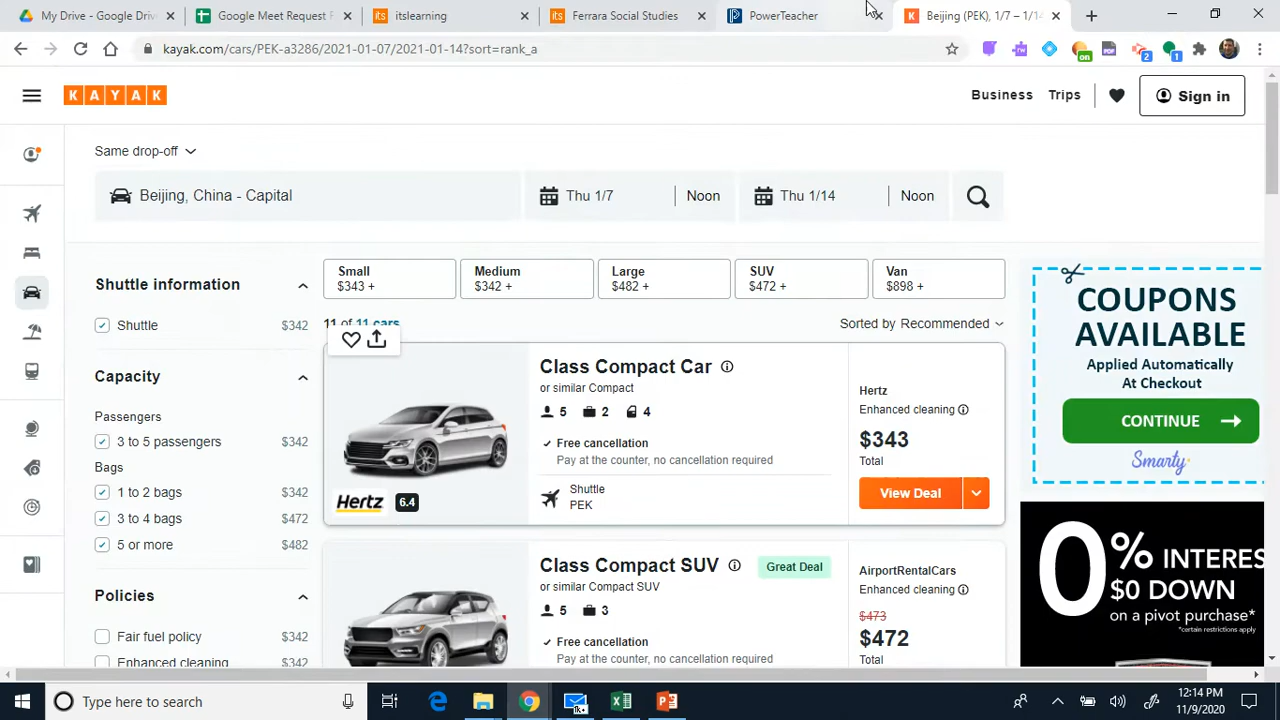 My Drive - Google Drive
Google Meet Request F
itslearning
Ferrara Social Studies
PowerTeacher
Beijing (PEK), 1/7 – 1/14
kayak.com/cars/PEK-a3286/2021-01-07/2021-01-14?sort=rank_a
on
PDF
2
1
KAYAK
Business
Trips
Sign in
Same drop-off
Beijing, China - Capital
Thu 1/7
Noon
Thu 1/14
Noon
Shuttle information
Shuttle $342
Capacity
Passengers
3 to 5 passengers $342
Bags
1 to 2 bags $342
3 to 4 bags $472
5 or more $482
Policies
Fair fuel policy $342
Enhanced cleaning $342
Small
$343 +
Medium
$342 +
Large
$482 +
SUV
$472 +
Van
$898 +
11 of 11 cars
Sorted by Recommended
Class Compact Car
or similar Compact
5 2 4
Free cancellation
Pay at the counter, no cancellation required
Shuttle
PEK
Hertz 6.4
Hertz
Enhanced cleaning
$343
Total
View Deal
Class Compact SUV
Great Deal
or similar Compact SUV
5 3
Free cancellation
Pay at the counter, no cancellation required
AirportRentalCars
Enhanced cleaning
$473
$472
Total
COUPONS
AVAILABLE
Applied Automatically
At Checkout
CONTINUE
Smarty
0% INTERES
$0 DOWN
on a pivot purchase*
*certain restrictions apply
Type here to search
1k+
12:14 PM
11/9/2020